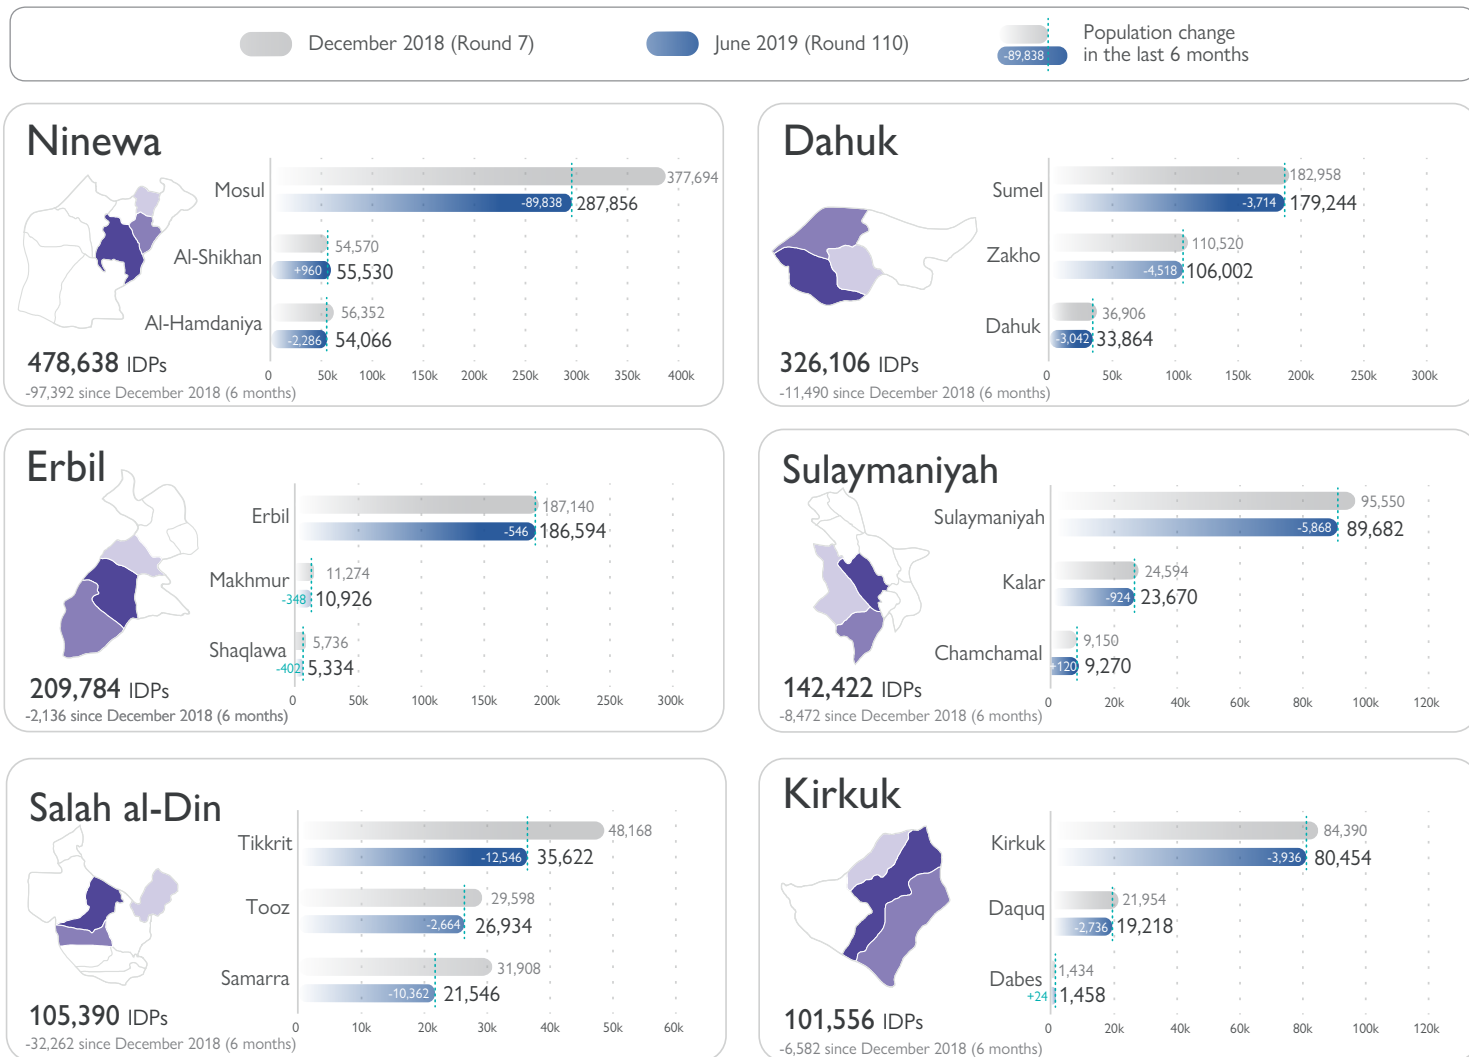 December 2018 (Round 7)
June 2019 (Round 110)
-89,838
Population change
in the last 6 months
Ninewa
Mosul
377,694
-89,838
287,856
Al-Shikhan
54,570
+960
55,530
Al-Hamdaniya
56,352
-2,286
54,066
478,638 IDPs
0 50k 100k 150k 200k 250k 300k 350k 400k
-97,392 since December 2018 (6 months)
Dahuk
Sumel
182,958
-3,714
179,244
Zakho
110,520
-4,518
106,002
Dahuk
36,906
-3,042
33,864
326,106 IDPs
0 50k 100k 150k 200k 250k 300k
-11,490 since December 2018 (6 months)
Erbil
Erbil
187,140
-546
186,594
Makhmur
11,274
-348
10,926
Shaqlawa
5,736
-402
5,334
209,784 IDPs
0 50k 100k 150k 200k 250k 300k
-2,136 since December 2018 (6 months)
Sulaymaniyah
Sulaymaniyah
95,550
-5,868
89,682
Kalar
24,594
-924
23,670
Chamchamal
9,150
+120
9,270
142,422 IDPs
0 20k 40k 60k 80k 100k 120k
-8,472 since December 2018 (6 months)
Salah al-Din
Tikkrit
48,168
-12,546
35,622
Tooz
29,598
-2,664
26,934
Samarra
31,908
-10,362
21,546
105,390 IDPs
0 10k 20k 30k 40k 50k 60k
-32,262 since December 2018 (6 months)
Kirkuk
Kirkuk
84,390
-3,936
80,454
Daquq
21,954
-2,736
19,218
Dabes
1,434
+24
1,458
101,556 IDPs
0 20k 40k 60k 80k 100k 120k
-6,582 since December 2018 (6 months)